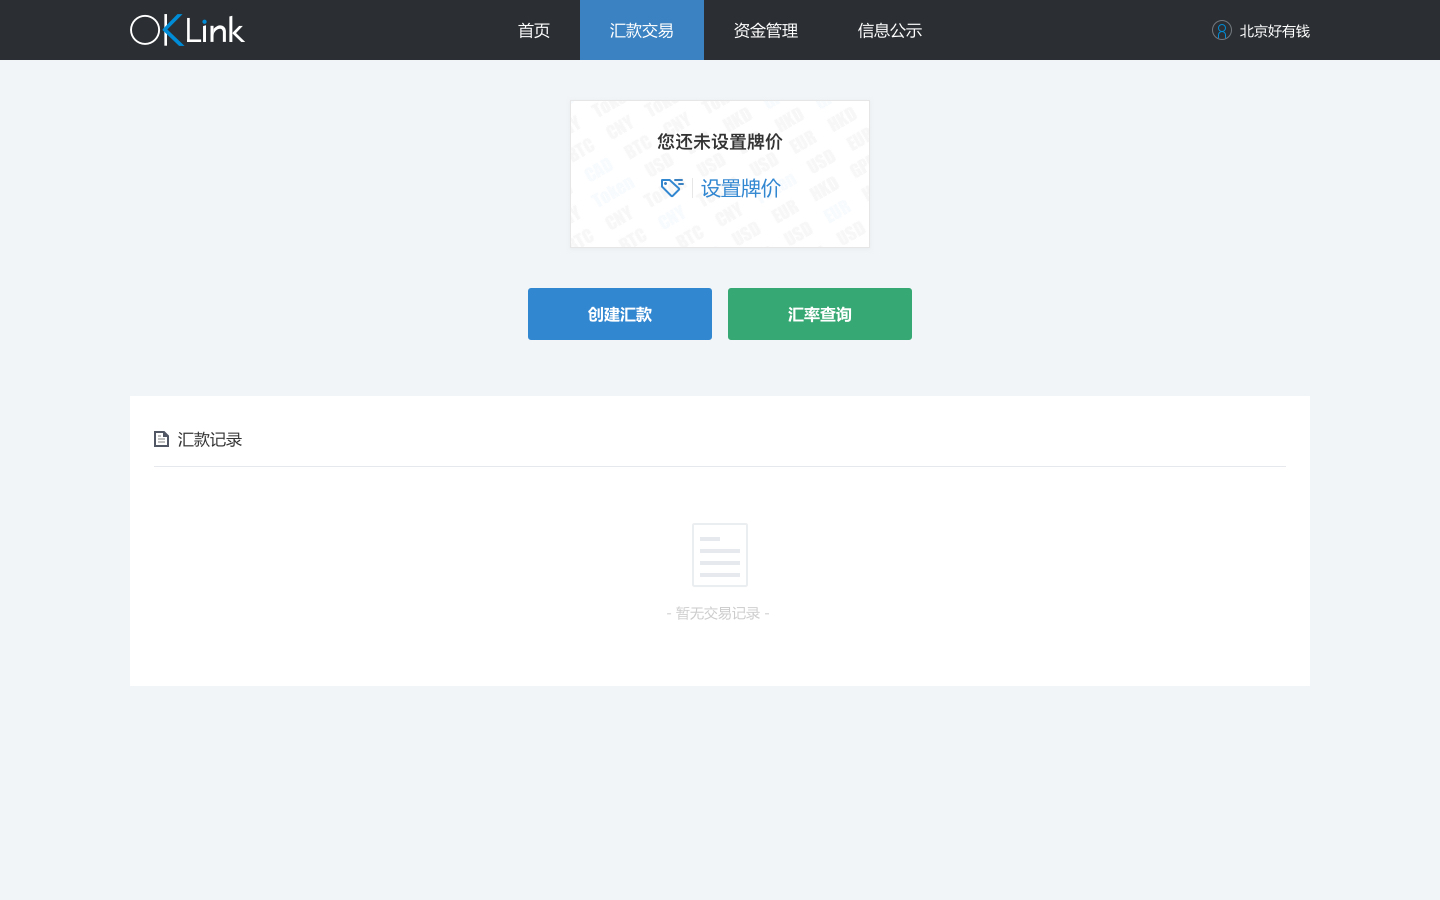 OKLink
首页
汇款交易
资金管理
信息公示
北京好有钱
您还未设置牌价
设置牌价
创建汇款
汇率查询
汇款记录
- 暂无交易记录 -